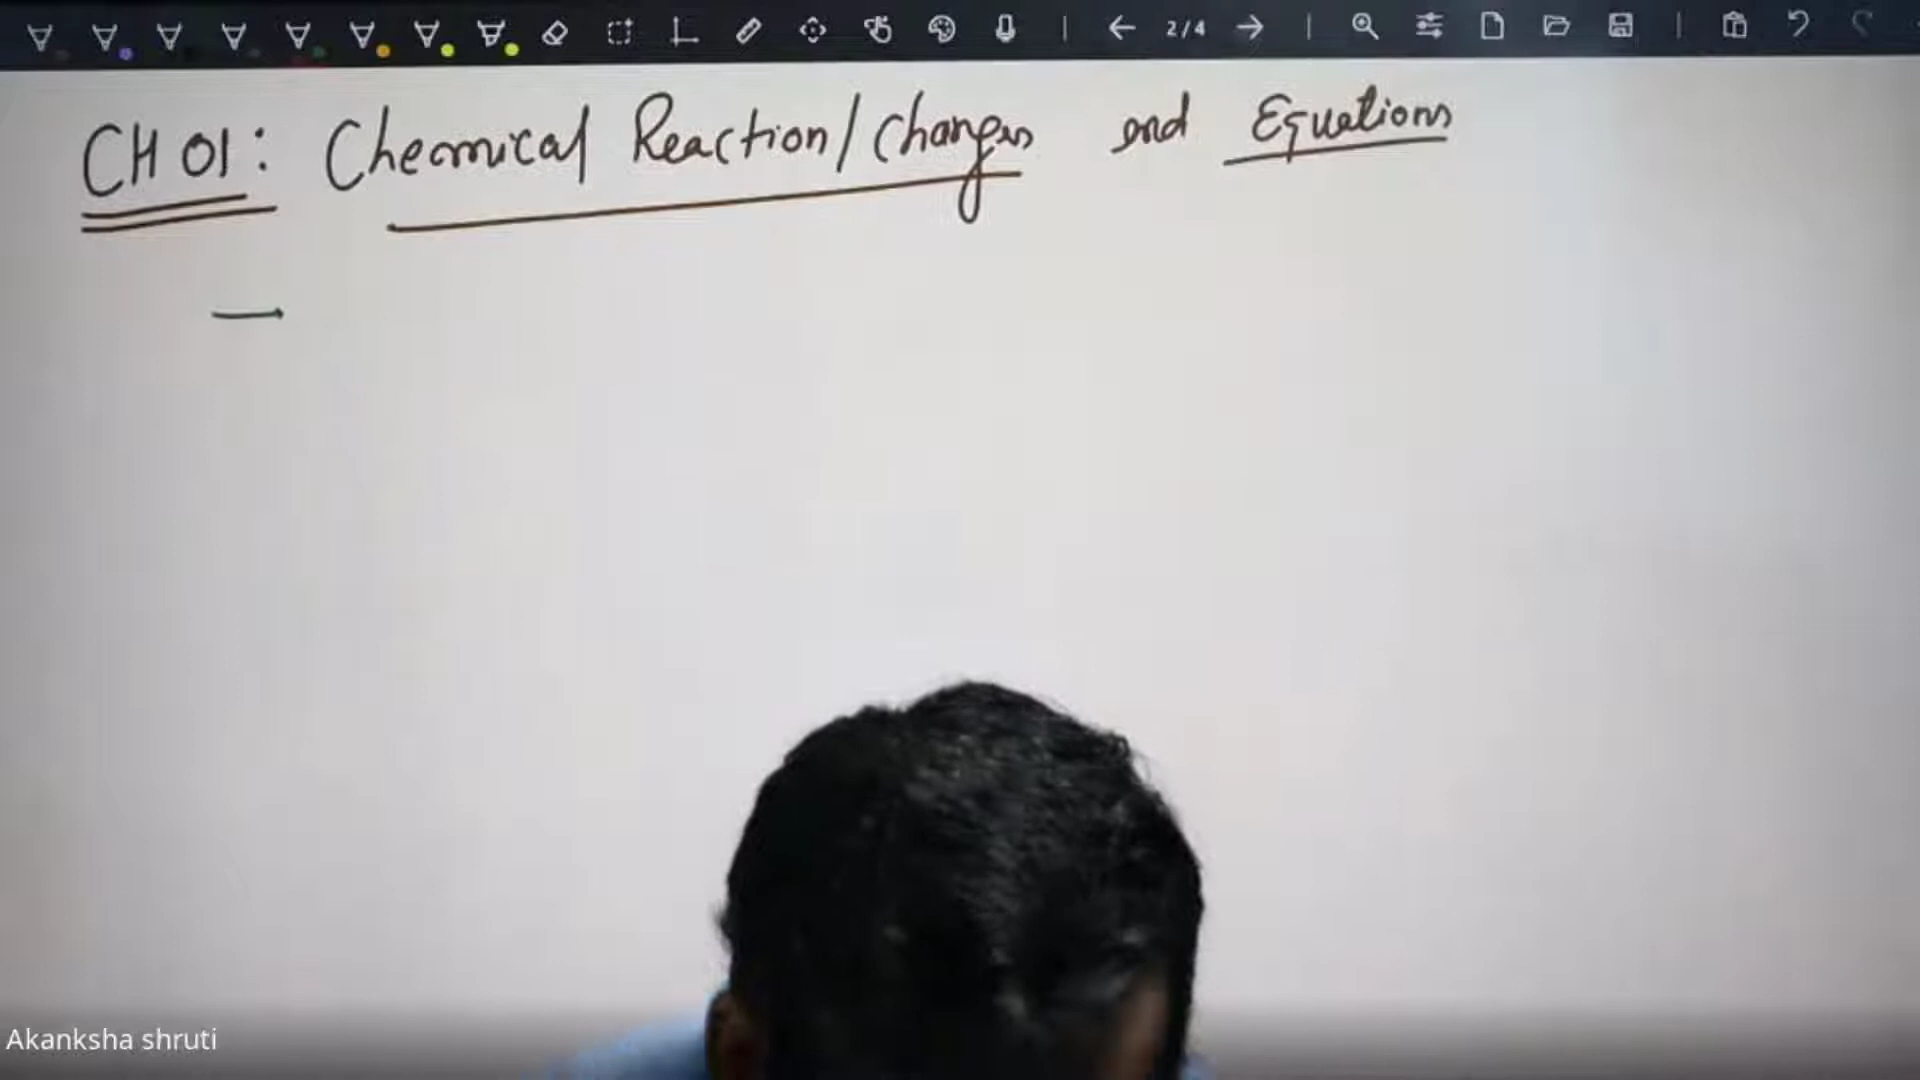 2/4
CH 01: Chemical Reaction/Changes and Equations
Akanksha shruti